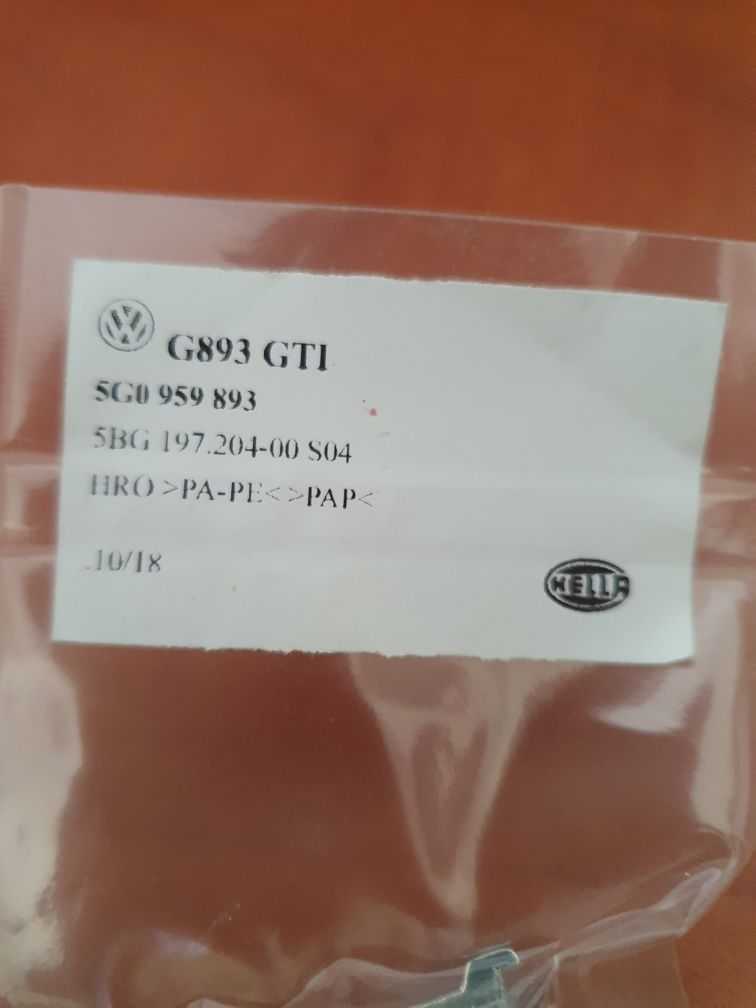 G893 GTI
5G0 959 893
5BG 197.204-00 S04
HRO >PA-PE< >PAP<
.10/18
HELLA